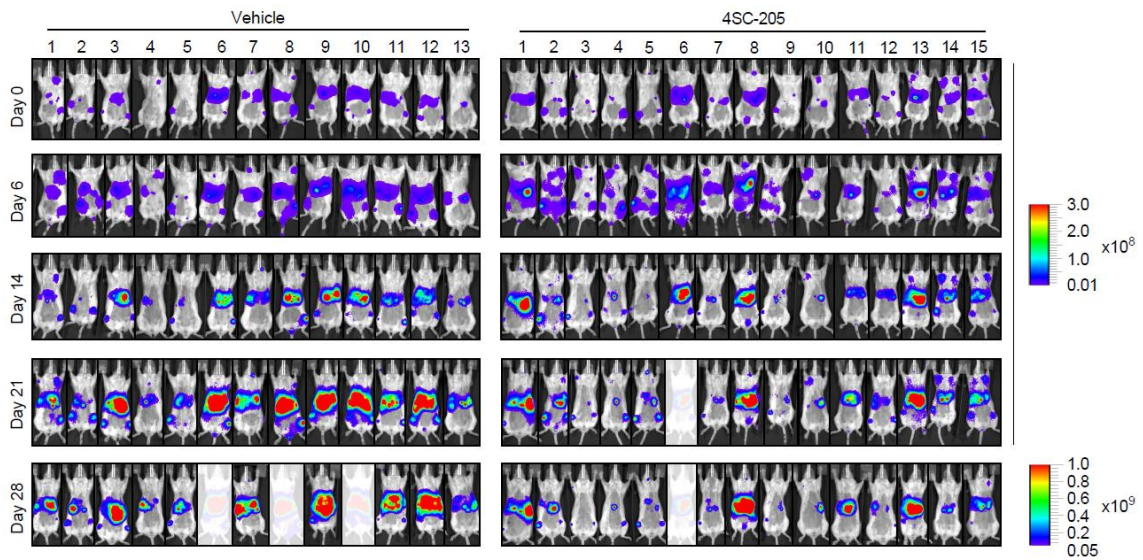 Vehicle
4SC-205
1 2 3 4 5 6 7 8 9 10 11 12 13
1 2 3 4 5 6 7 8 9 10 11 12 13 14 15
Day 0
Day 6
Day 14
Day 21
Day 28
3.0
2.0
1.0
0.01
x10⁸
1.0
0.8
0.6
0.4
0.2
0.05
x10⁹